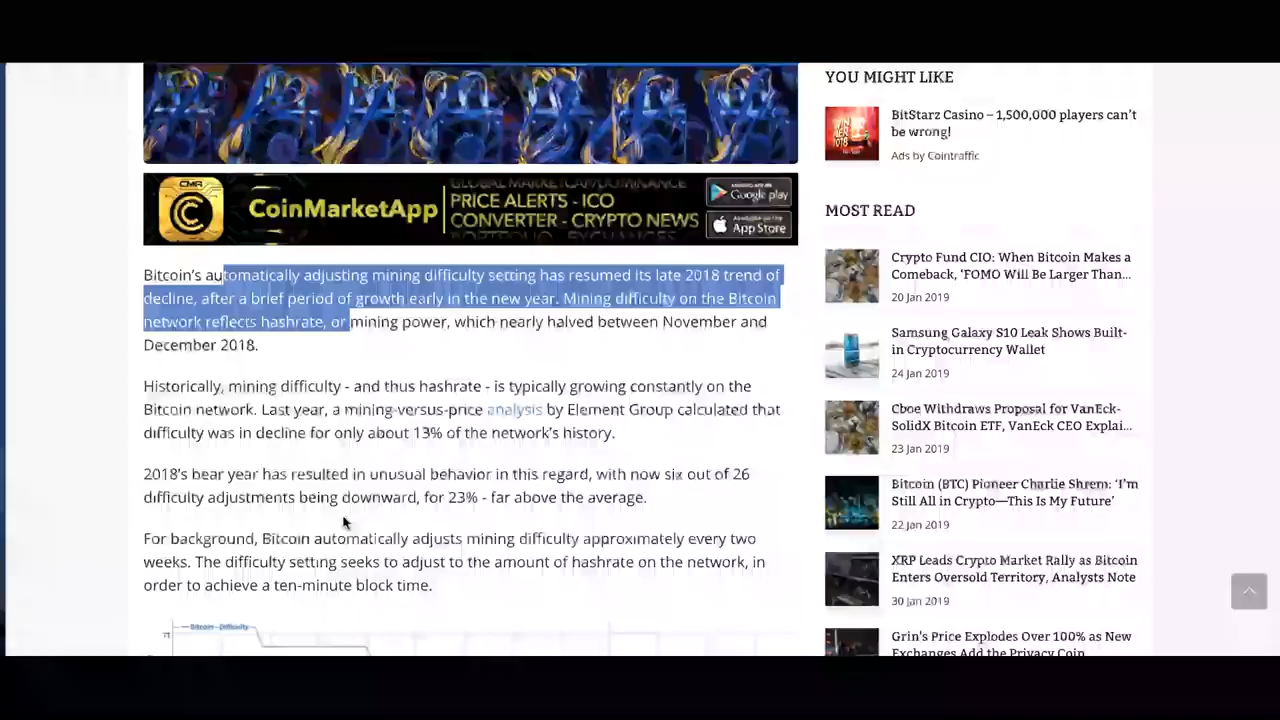 CMA
CoinMarketApp
GLOBAL MARKETCAP/DOMINANCE
PRICE ALERTS - ICO
CONVERTER - CRYPTO NEWS
PORTFOLIO - EXCHANGES
Google play
Available on the
App Store
Bitcoin's automatically adjusting mining difficulty setting has resumed its late 2018 trend of
decline, after a brief period of growth early in the new year. Mining difficulty on the Bitcoin
network reflects hashrate, or mining power, which nearly halved between November and
December 2018.
Historically, mining difficulty - and thus hashrate - is typically growing constantly on the
Bitcoin network. Last year, a mining-versus-price analysis by Element Group calculated that
difficulty was in decline for only about 13% of the network's history.
2018's bear year has resulted in unusual behavior in this regard, with now six out of 26
difficulty adjustments being downward, for 23% - far above the average.
For background, Bitcoin automatically adjusts mining difficulty approximately every two
weeks. The difficulty setting seeks to adjust to the amount of hashrate on the network, in
order to achieve a ten-minute block time.
Bitcoin - Difficulty
7T
YOU MIGHT LIKE
BitStarz Casino – 1,500,000 players can't
be wrong!
Ads by Cointraffic
MOST READ
Crypto Fund CIO: When Bitcoin Makes a
Comeback, 'FOMO Will Be Larger Than...
20 Jan 2019
Samsung Galaxy S10 Leak Shows Built-
in Cryptocurrency Wallet
24 Jan 2019
Cboe Withdraws Proposal for VanEck-
SolidX Bitcoin ETF, VanEck CEO Explai...
23 Jan 2019
Bitcoin (BTC) Pioneer Charlie Shrem: 'I'm
Still All in Crypto—This Is My Future'
22 Jan 2019
XRP Leads Crypto Market Rally as Bitcoin
Enters Oversold Territory, Analysts Note
30 Jan 2019
Grin's Price Explodes Over 100% as New
Exchanges Add the Privacy Coin